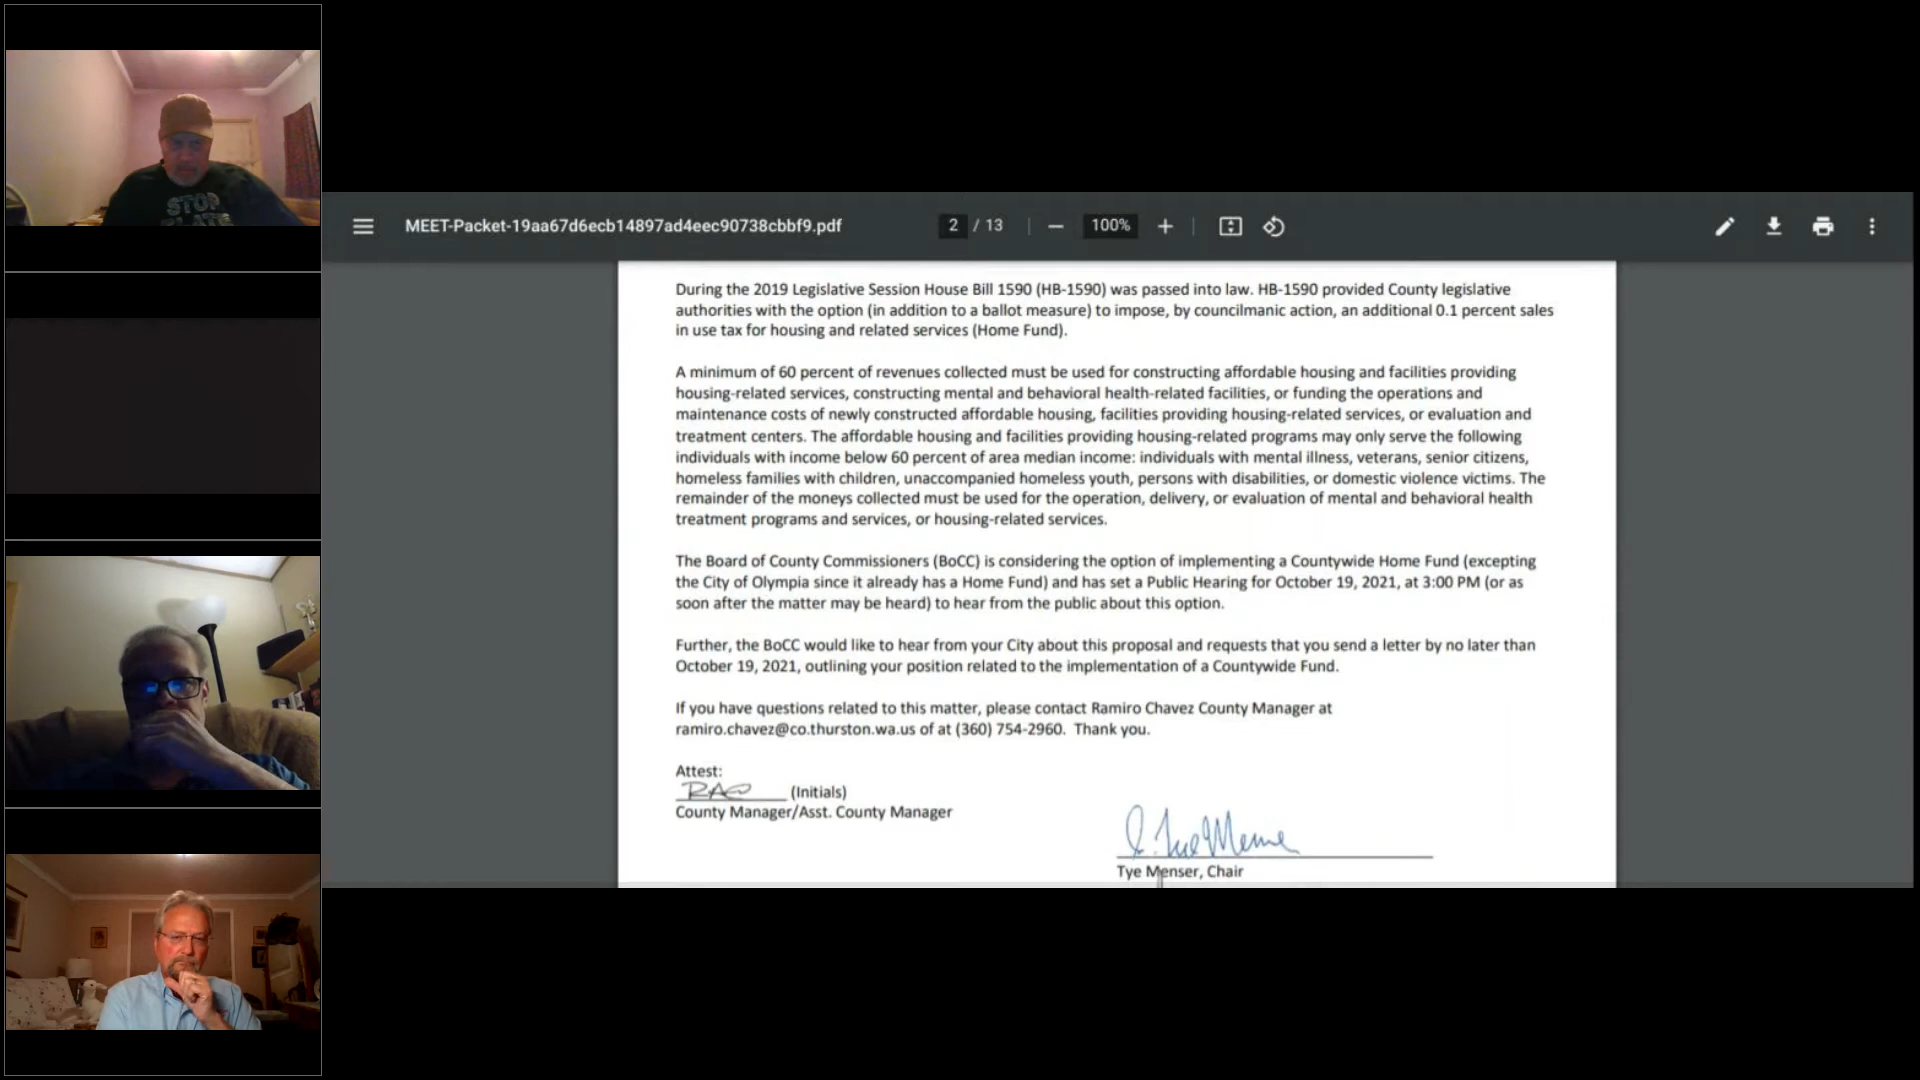 STOP
MEET-Packet-19aa67d6ecb14897ad4eec90738cbbf9.pdf
2 / 13
100%
During the 2019 Legislative Session House Bill 1590 (HB-1590) was passed into law. HB-1590 provided County legislative
authorities with the option (in addition to a ballot measure) to impose, by councilmanic action, an additional 0.1 percent sales
in use tax for housing and related services (Home Fund).
A minimum of 60 percent of revenues collected must be used for constructing affordable housing and facilities providing
housing-related services, constructing mental and behavioral health-related facilities, or funding the operations and
maintenance costs of newly constructed affordable housing, facilities providing housing-related services, or evaluation and
treatment centers. The affordable housing and facilities providing housing-related programs may only serve the following
individuals with income below 60 percent of area median income: individuals with mental illness, veterans, senior citizens,
homeless families with children, unaccompanied homeless youth, persons with disabilities, or domestic violence victims. The
remainder of the moneys collected must be used for the operation, delivery, or evaluation of mental and behavioral health
treatment programs and services, or housing-related services.
The Board of County Commissioners (BoCC) is considering the option of implementing a Countywide Home Fund (excepting
the City of Olympia since it already has a Home Fund) and has set a Public Hearing for October 19, 2021, at 3:00 PM (or as
soon after the matter may be heard) to hear from the public about this option.
Further, the BoCC would like to hear from your City about this proposal and requests that you send a letter by no later than
October 19, 2021, outlining your position related to the implementation of a Countywide Fund.
If you have questions related to this matter, please contact Ramiro Chavez County Manager at
ramiro.chavez@co.thurston.wa.us of at (360) 754-2960. Thank you.
Attest:
(Initials)
County Manager/Asst. County Manager
Tye Menser, Chair